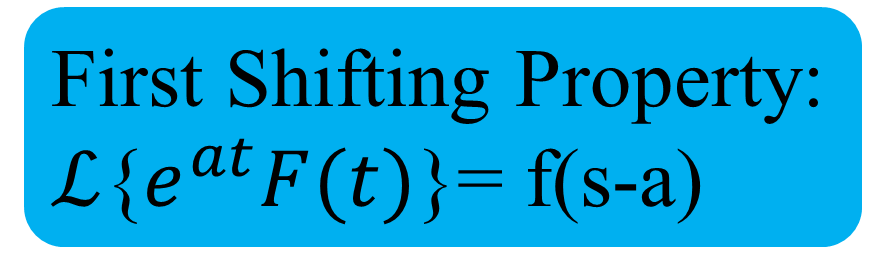 First Shifting Property:
ℒ{𝑒^{𝑎𝑡}𝐹(𝑡)}= f(s-a)